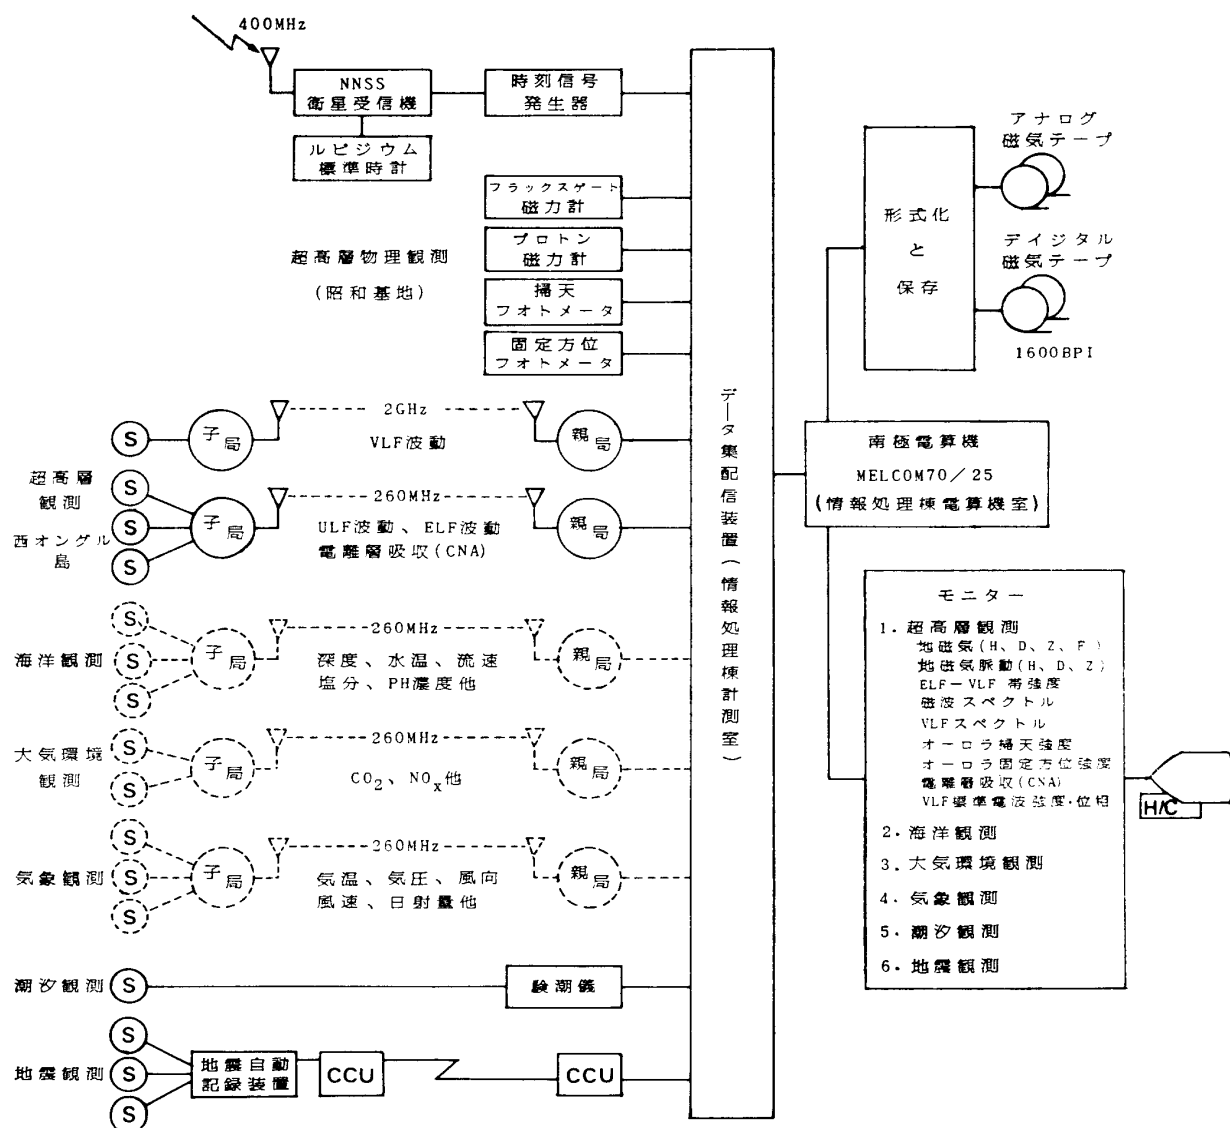 400MHz
NNSS
衛星受信機
時刻信号
発生器
ルビジウム
標準時計
フラックスゲート
磁力計
プロトン
磁力計
掃天
フォトメータ
固定方位
フォトメータ
超高層物理観測
(昭和基地)
S
子局
2GHz
VLF波動
親局
超高層
観測
西オングル
島
S
S
S
子局
260MHz
ULF波動、ELF波動
電離層吸収(CNA)
親局
海洋観測
S
S
S
子局
260MHz
深度、水温、流速
塩分、PH濃度他
親局
大気環境
観測
S
S
子局
260MHz
CO₂、NOx他
親局
気象観測
S
S
S
子局
260MHz
気温、気圧、風向
風速、日射量他
親局
潮汐観測
S
験潮儀
地震観測
S
S
S
地震自動
記録装置
CCU
CCU
データ集配信装置(情報処理棟計測室)
形式化
と
保存
アナログ
磁気テープ
デイジタル
磁気テープ
1600BPI
南極電算機
MELCOM70/25
(情報処理棟電算機室)
モニター
1.超高層観測
地磁気(H、D、Z、F)
地磁気脈動(H、D、Z)
ELF-VLF 帯強度
磁波スペクトル
VLFスペクトル
オーロラ掃天強度
オーロラ固定方位強度
電離層吸収(CNA)
VLF標準電波強度・位相
2.海洋観測
3.大気環境観測
4.気象観測
5.潮汐観測
6.地震観測
H/C